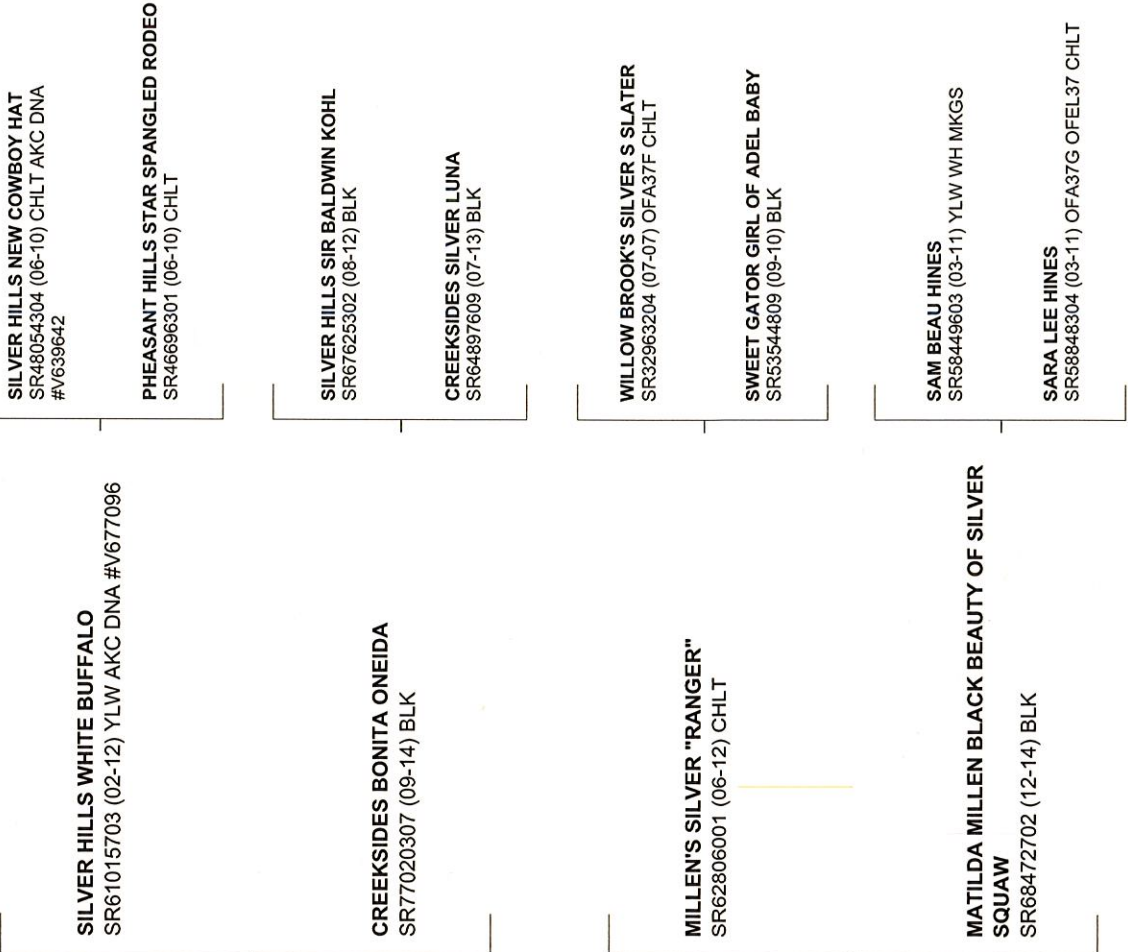 SILVER HILLS WHITE BUFFALO
SR61015703 (02-12) YLW AKC DNA #V677096
CREEKSIDES BONITA ONEIDA
SR77020307 (09-14) BLK
MILLEN'S SILVER "RANGER"
SR62806001 (06-12) CHLT
MATILDA MILLEN BLACK BEAUTY OF SILVER
SQUAW
SR68472702 (12-14) BLK
SILVER HILLS NEW COWBOY HAT
SR48054304 (06-10) CHLT AKC DNA
#V639642
PHEASANT HILLS STAR SPANGLED RODEO
SR46696301 (06-10) CHLT
SILVER HILLS SIR BALDWIN KOHL
SR67625302 (08-12) BLK
CREEKSIDES SILVER LUNA
SR64897609 (07-13) BLK
WILLOW BROOK'S SILVER S SLATER
SR32963204 (07-07) OFA37F CHLT
SWEET GATOR GIRL OF ADEL BABY
SR53544809 (09-10) BLK
SAM BEAU HINES
SR58449603 (03-11) YLW WH MKGS
SARA LEE HINES
SR58848304 (03-11) OFA37G OFEL37 CHLT